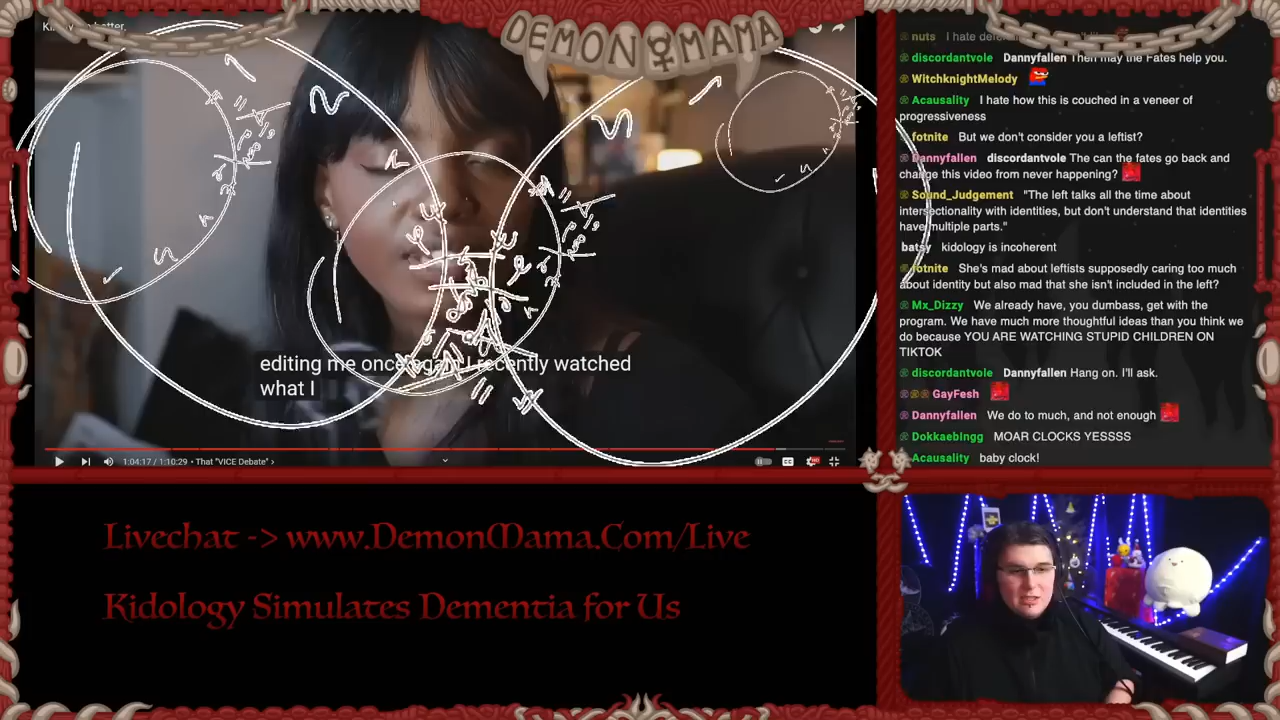 DEMON MAMA
editing me once again I recently watched
what I
1:04:17 / 1:10:29 • That "VICE Debate" ›
nuts I hate
discordantvole Dannyfallen Then may the Fates help you.
WitchknightMelody
Acausality I hate how this is couched in a veneer of
progressiveness
fotnite But we don't consider you a leftist?
Dannyfallen discordantvole The can the fates go back and
change this video from never happening?
Sound_Judgement "The left talks all the time about
intersectionality with identities, but don't understand that identities
have multiple parts."
batsy kidology is incoherent
fotnite She's mad about leftists supposedly caring too much
about identity but also mad that she isn't included in the left?
Mx_Dizzy We already have, you dumbass, get with the
program. We have much more thoughtful ideas than you think we
do because YOU ARE WATCHING STUPID CHILDREN ON
TIKTOK
discordantvole Dannyfallen Hang on. I'll ask.
GayFesh
Dannyfallen We do to much, and not enough
DokkaebIngg MOAR CLOCKS YESSSS
Acausality baby clock!
Livechat -> www.DemonMama.Com/Live
Kidology Simulates Dementia for Us